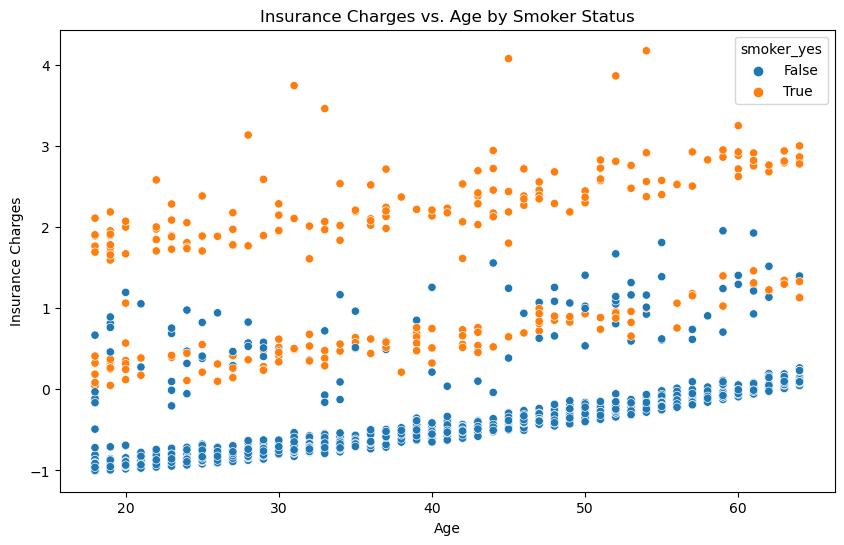 Insurance Charges vs. Age by Smoker Status
smoker_yes
False
True
Insurance Charges
4
3
2
1
0
−1
20 30 40 50 60
Age